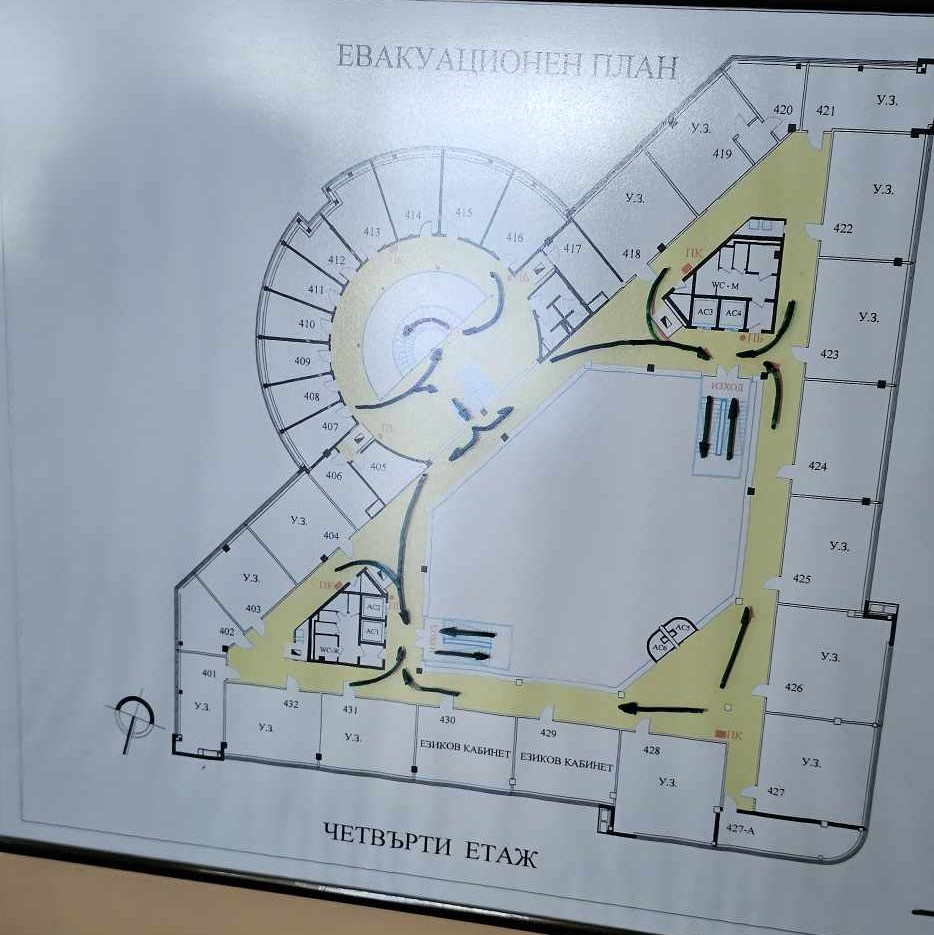 ЕВАКУАЦИОНЕН ПЛАН
420
421
У.З.
У.З.
419
У.З.
У.З.
422
414
415
413
416
417
418
412
ПК
WC - М
411
АС3
АС4
У.З.
410
ПБ
423
409
ИЗХОД
408
407
405
424
406
У.З.
404
У.З.
425
ПК
У.З.
АС2
403
АС1
АС5
АС6
402
WC-Ж
У.З.
401
426
У.З.
432
431
430
429
428
ПК
У.З.
У.З.
ЕЗИКОВ КАБИНЕТ
ЕЗИКОВ КАБИНЕТ
У.З.
У.З.
427
427-А
ЧЕТВЪРТИ ЕТАЖ